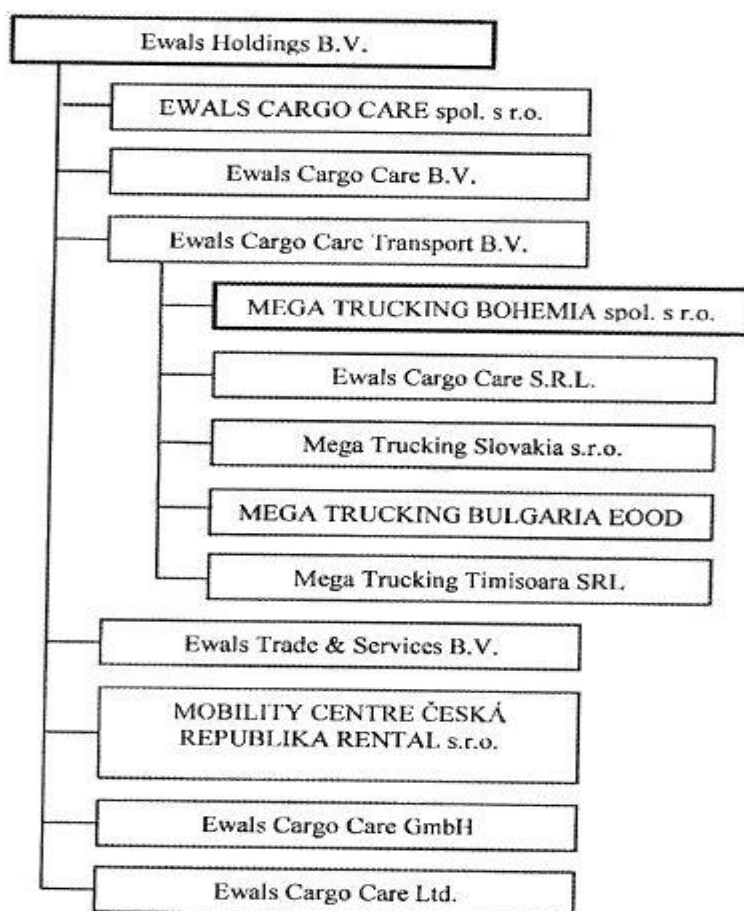 Ewals Holdings B.V.
EWALS CARGO CARE spol. s r.o.
Ewals Cargo Care B.V.
Ewals Cargo Care Transport B.V.
MEGA TRUCKING BOHEMIA spol. s r.o.
Ewals Cargo Care S.R.L.
Mega Trucking Slovakia s.r.o.
MEGA TRUCKING BULGARIA EOOD
Mega Trucking Timisoara SRL
Ewals Trade & Services B.V.
MOBILITY CENTRE ČESKÁ
REPUBLIKA RENTAL s.r.o.
Ewals Cargo Care GmbH
Ewals Cargo Care Ltd.